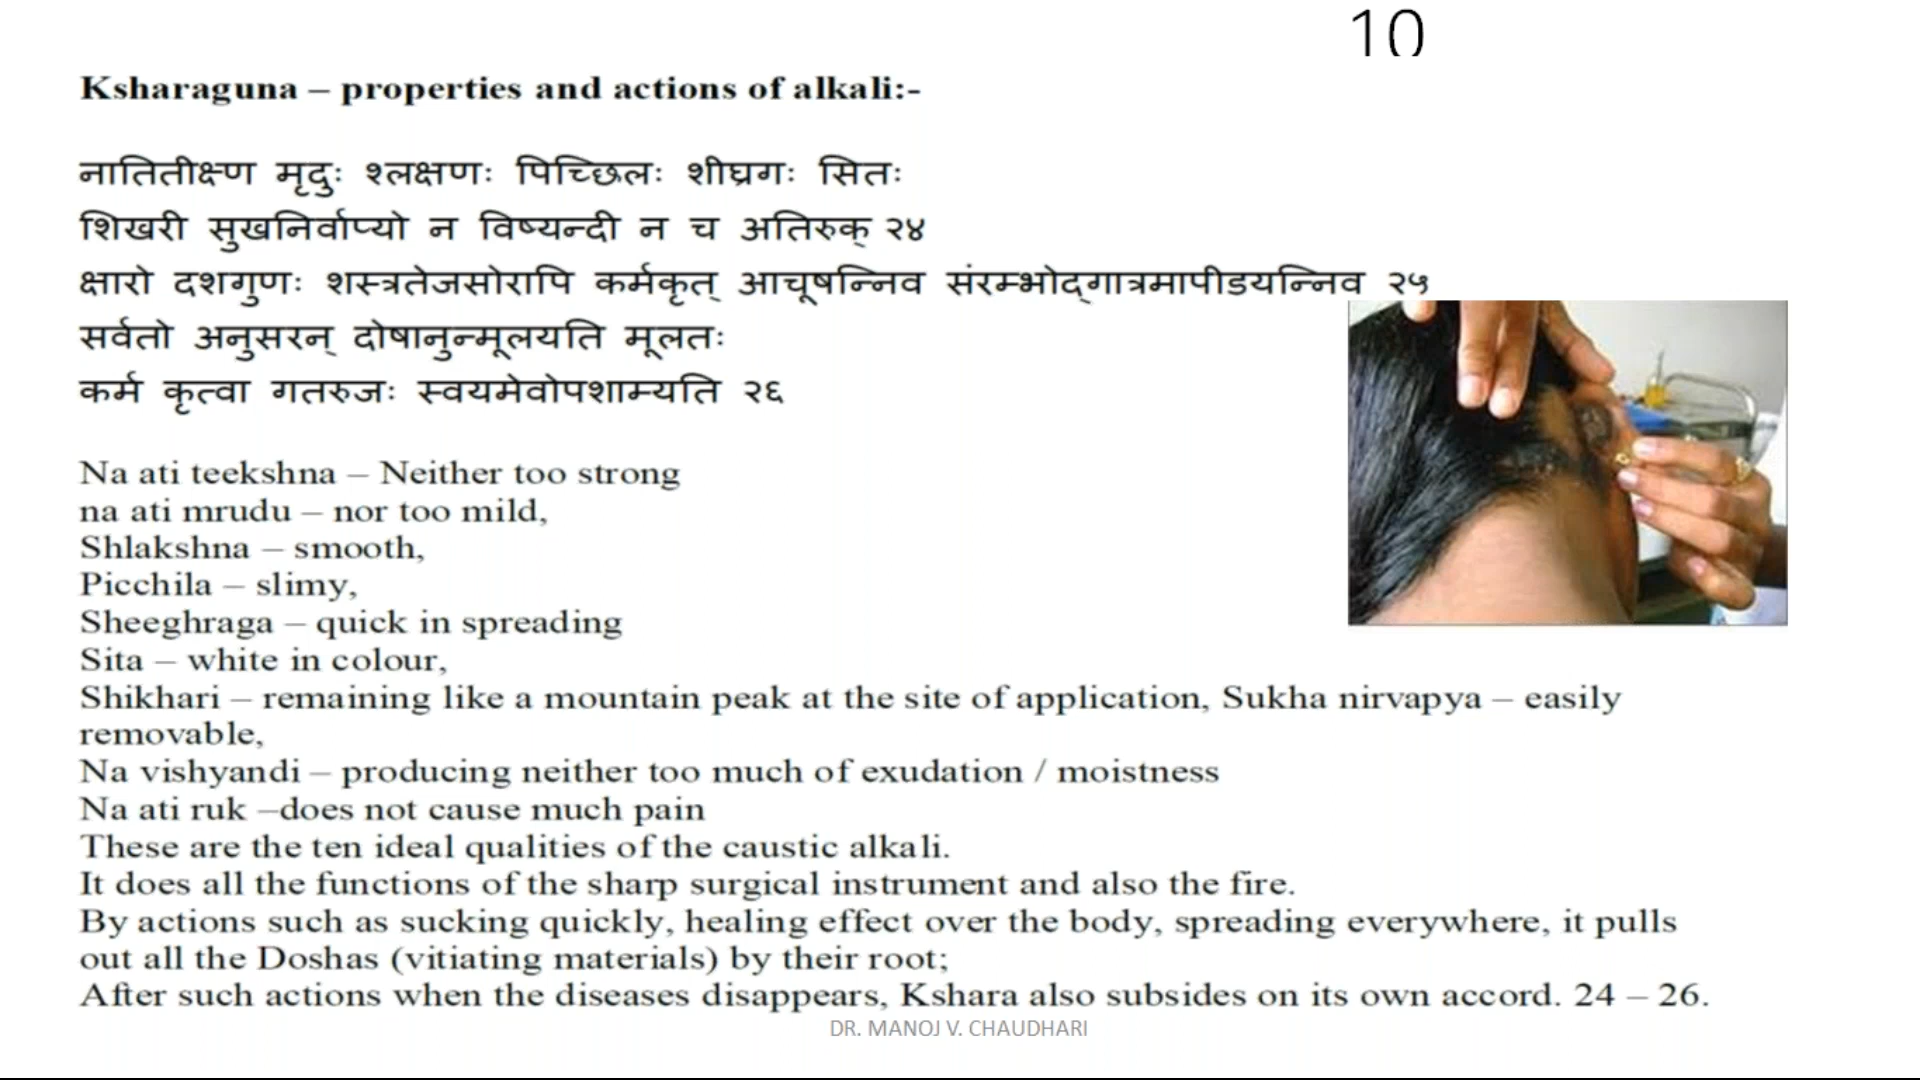 10
Ksharaguna – properties and actions of alkali:-
नातितीक्ष्ण मृदुः श्लक्षणः पिच्छिलः शीघ्रगः सितः
शिखरी सुखनिर्वाप्यो न विष्यन्दी न च अतिरुक् २४
क्षारो दशगुणः शस्त्रतेजसोरापि कर्मकृत् आचूषन्निव संरम्भोद्गात्रमापीडयन्निव २५
सर्वतो अनुसरन् दोषानुन्मूलयति मूलतः
कर्म कृत्वा गतरुजः स्वयमेवोपशाम्यति २६
Na ati teekshna – Neither too strong
na ati mrudu – nor too mild,
Shlakshna – smooth,
Picchila – slimy,
Sheeghraga – quick in spreading
Sita – white in colour,
Shikhari – remaining like a mountain peak at the site of application, Sukha nirvapya – easily
removable,
Na vishyandi – producing neither too much of exudation / moistness
Na ati ruk –does not cause much pain
These are the ten ideal qualities of the caustic alkali.
It does all the functions of the sharp surgical instrument and also the fire.
By actions such as sucking quickly, healing effect over the body, spreading everywhere, it pulls
out all the Doshas (vitiating materials) by their root;
After such actions when the diseases disappears, Kshara also subsides on its own accord. 24 – 26.
DR. MANOJ V. CHAUDHARI